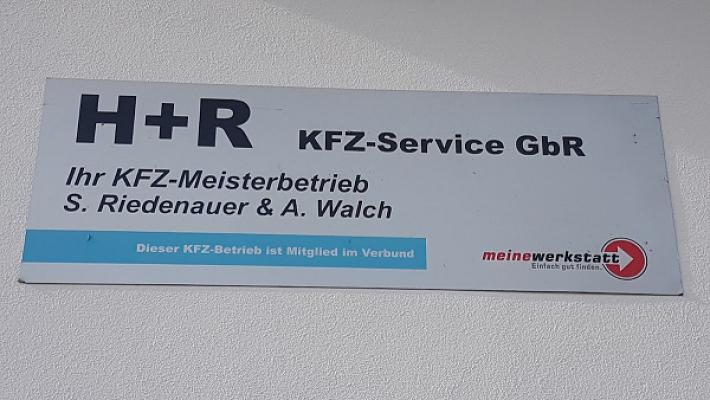 H+R KFZ-Service GbR
Ihr KFZ-Meisterbetrieb
S. Riedenauer & A. Walch
Dieser KFZ-Betrieb ist Mitglied im Verbund
meinewerkstatt
Einfach gut finden.